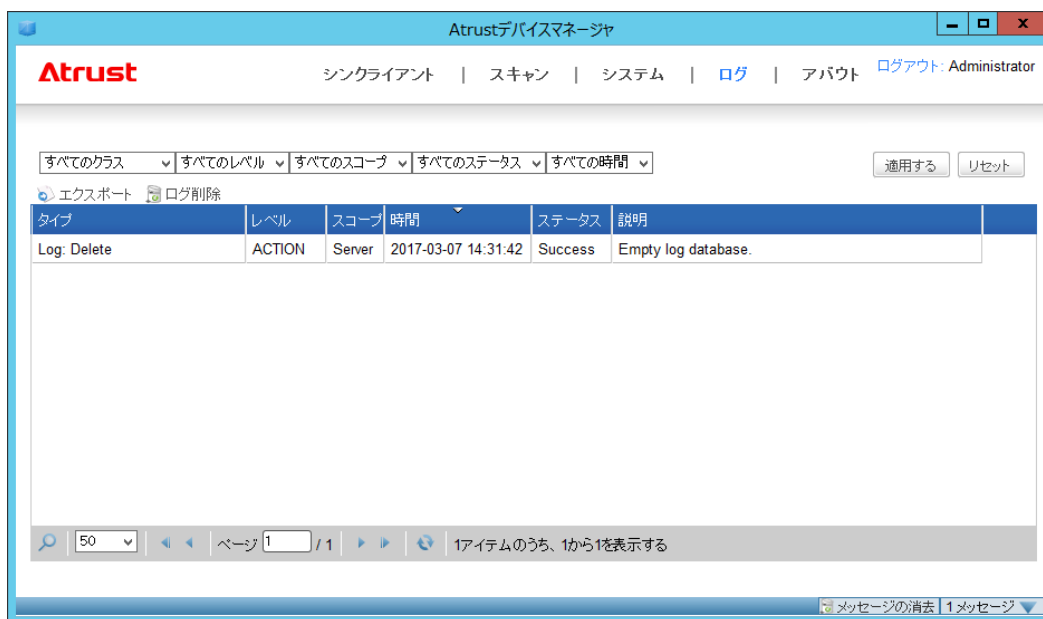 Atrustデバイスマネージャ
Atrust シンクライアント | スキャン | システム | ログ | アバウト ログアウト: Administrator
すべてのクラス すべてのレベル すべてのスコープ すべてのステータス すべての時間 適用する リセット
エクスポート ログ削除
タイプ レベル スコープ 時間 ステータス 説明
Log: Delete ACTION Server 2017-03-07 14:31:42 Success Empty log database.
50 ページ 1 / 1 1アイテムのうち、1から1を表示する
メッセージの消去 1 メッセージ